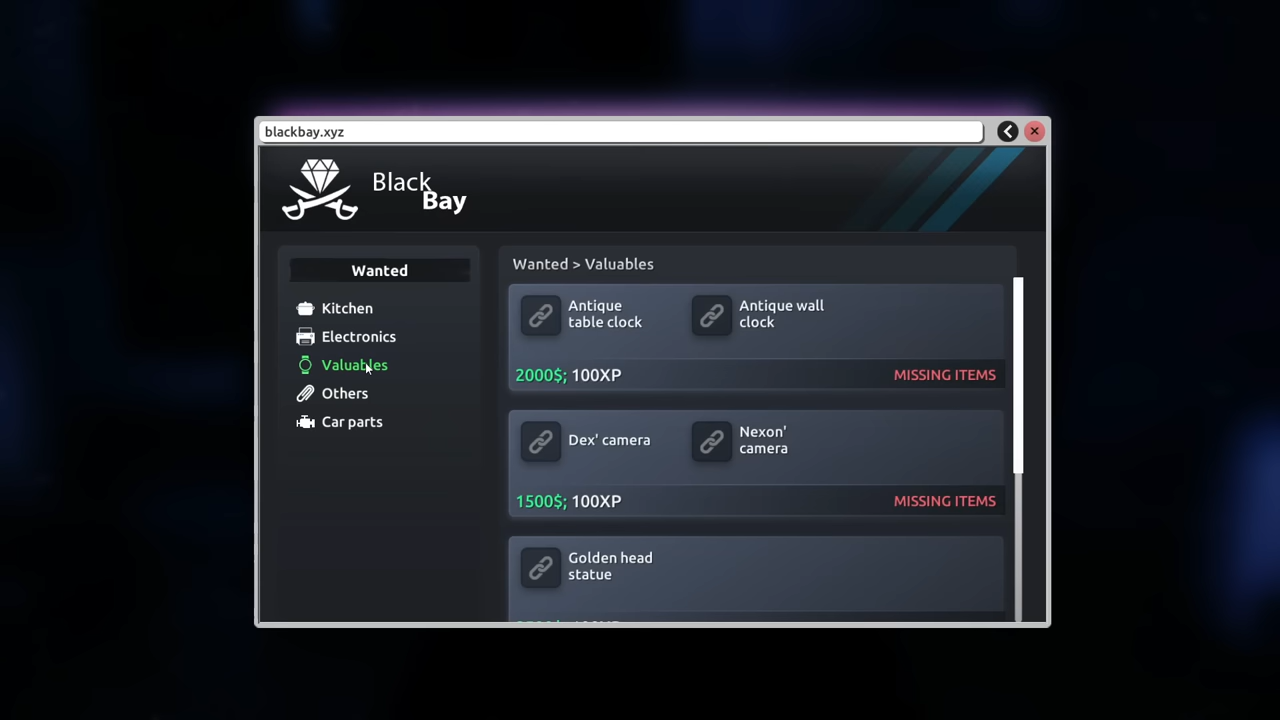 blackbay.xyz
Black
Bay
Wanted
Kitchen
Electronics
Valuables
Others
Car parts
Wanted > Valuables
Antique
table clock
Antique wall
clock
2000$; 100XP
MISSING ITEMS
Dex' camera
Nexon'
camera
1500$; 100XP
MISSING ITEMS
Golden head
statue